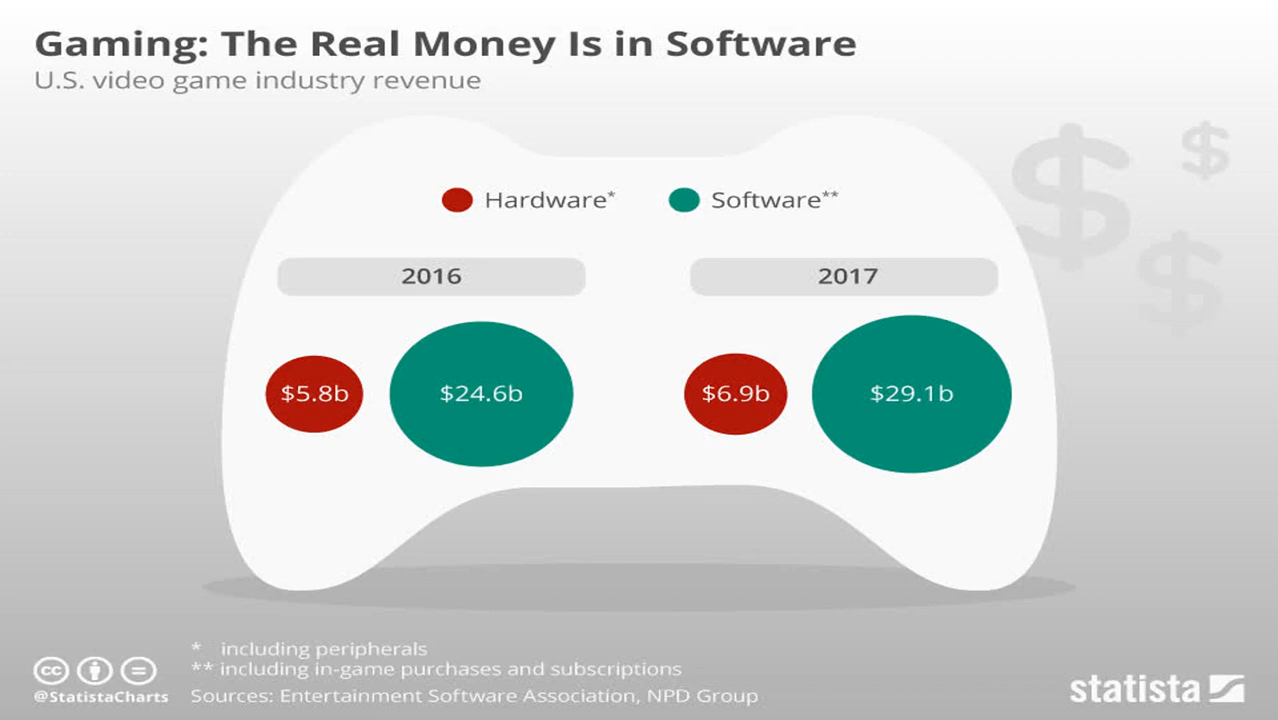 Gaming: The Real Money Is in Software
U.S. video game industry revenue
Hardware* Software**
2016 2017
$5.8b $24.6b $6.9b $29.1b
* including peripherals
** including in-game purchases and subscriptions
@StatistaCharts Sources: Entertainment Software Association, NPD Group
statista
$ $ $
cc